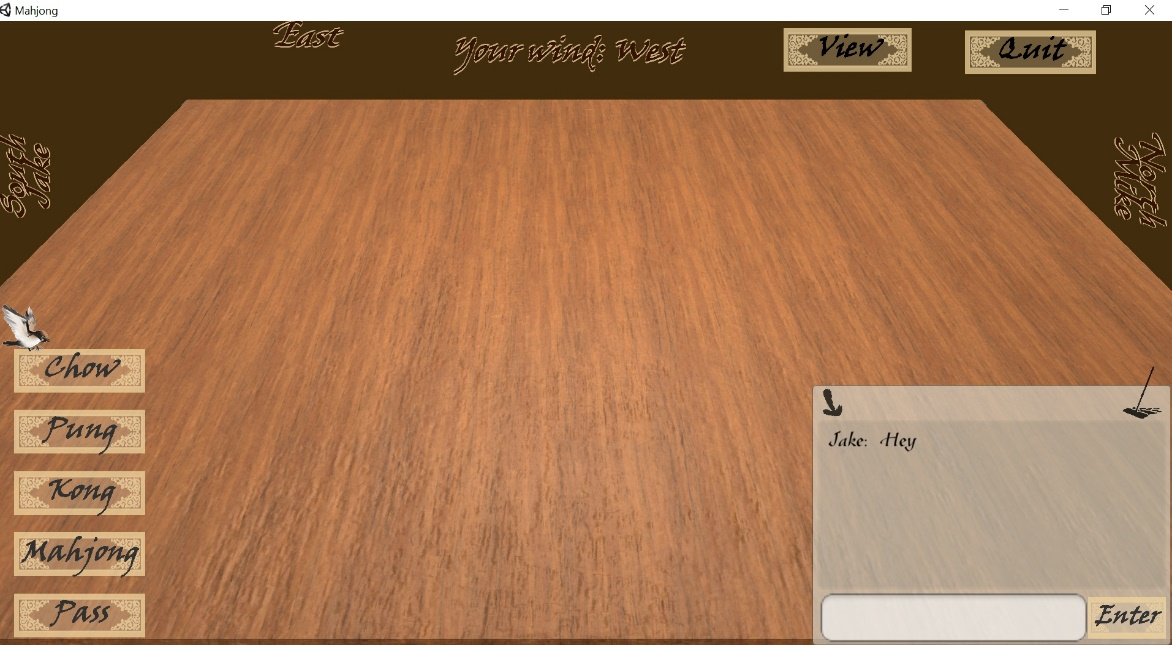 Mahjong
East
Your wind: West
View
Quit
South
Jake
North
Mike
Chow
Pung
Kong
Mahjong
Pass
Jake: Hey
Enter